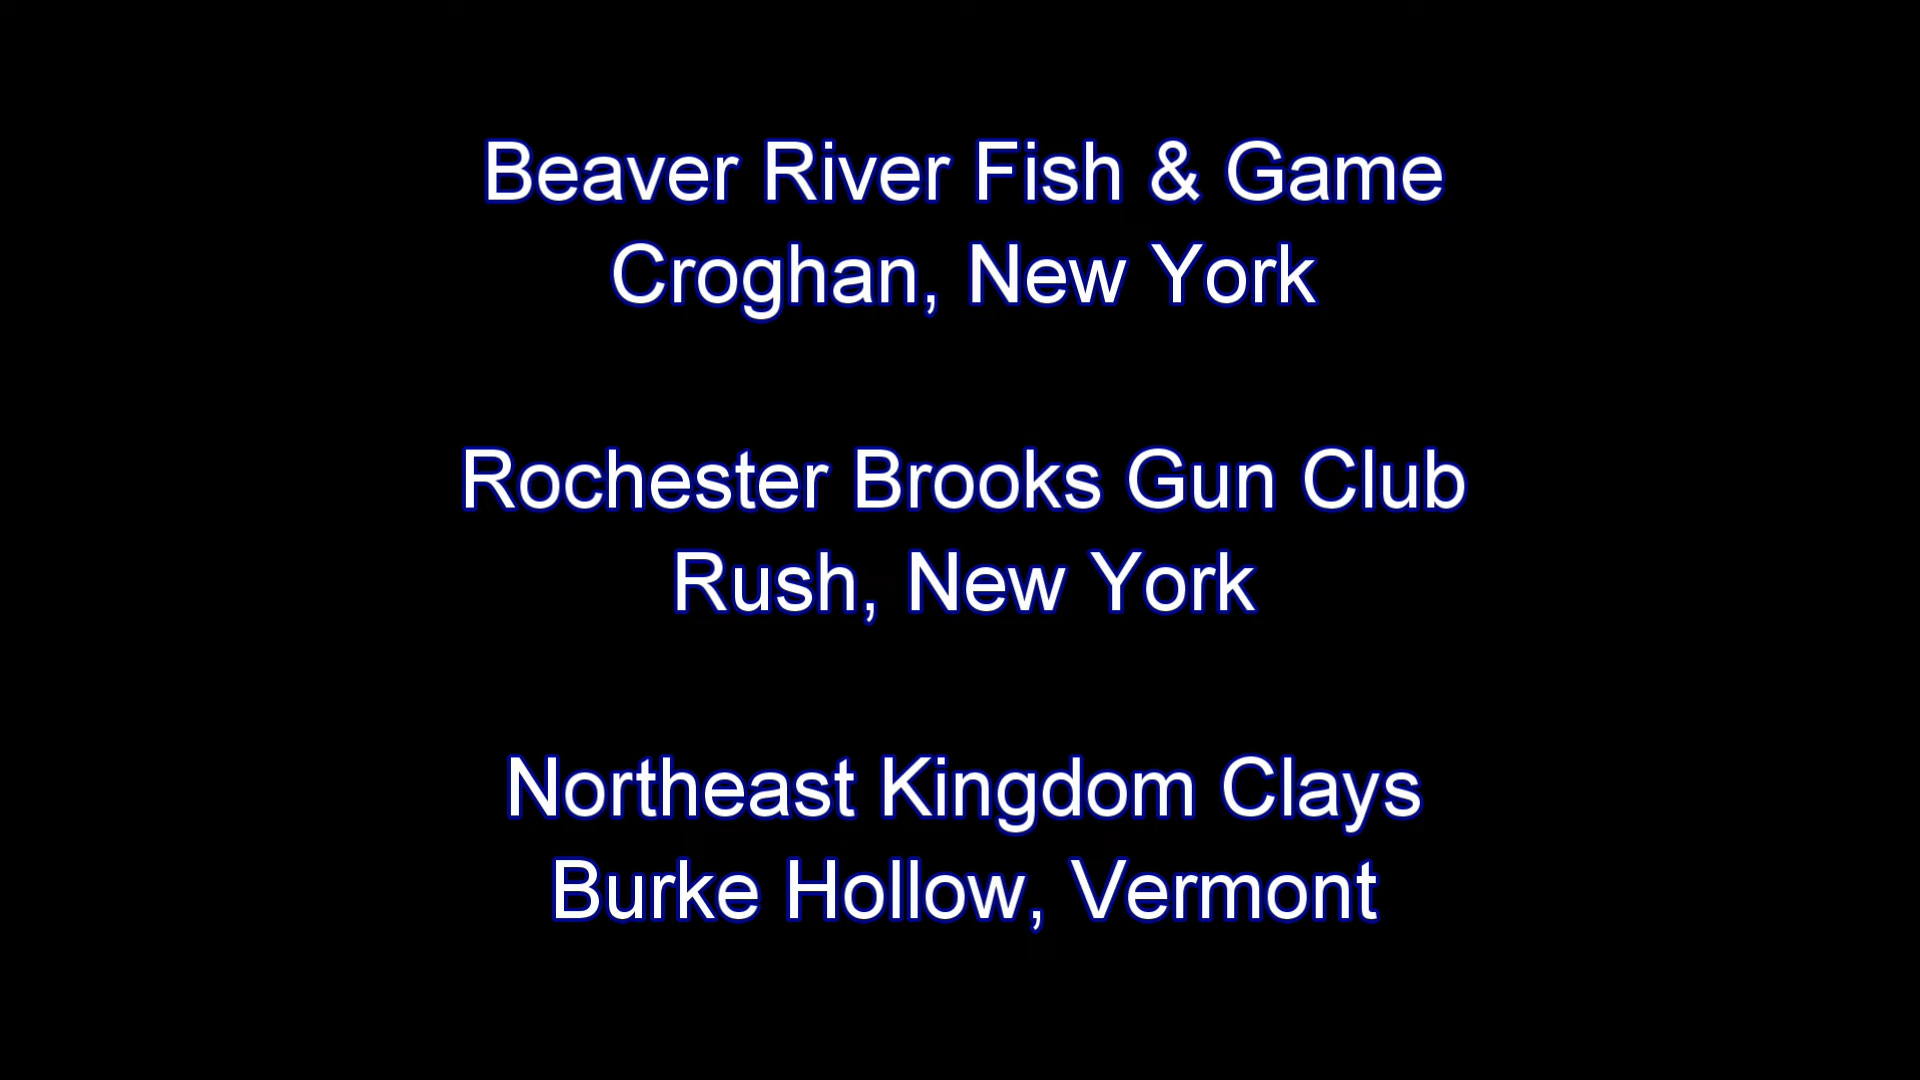 Beaver River Fish & Game
Croghan, New York
Rochester Brooks Gun Club
Rush, New York
Northeast Kingdom Clays
Burke Hollow, Vermont